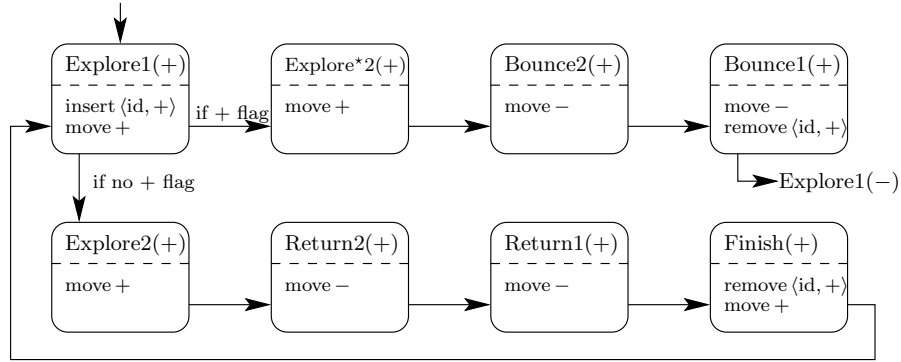 Explore1(+)
insert ⟨id, +⟩
move +
if + flag
Explore⋆2(+)
move +
Bounce2(+)
move −
Bounce1(+)
move −
remove ⟨id, +⟩
if no + flag
Explore1(−)
Explore2(+)
move +
Return2(+)
move −
Return1(+)
move −
Finish(+)
remove ⟨id, +⟩
move +